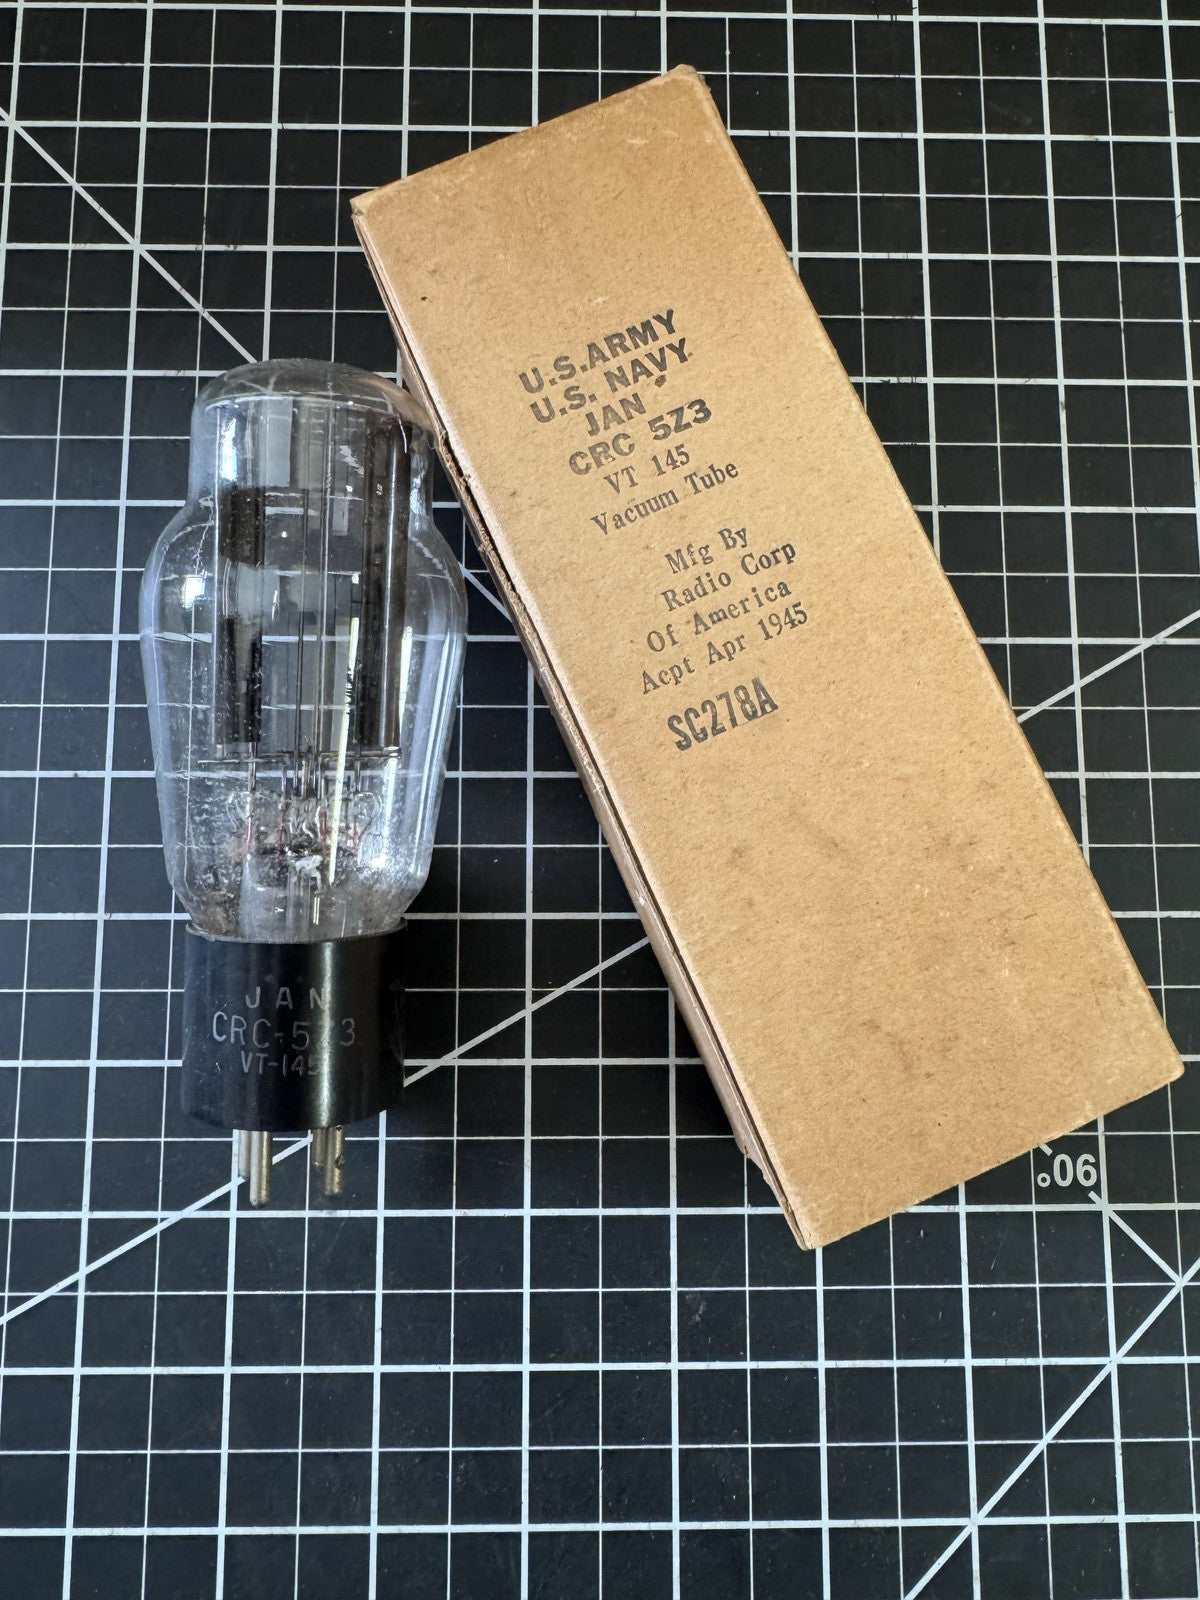 U.S.ARMY
U.S. NAVY
JAN
CRC 5Z3
VT 145
Vacuum Tube
Mfg By
Radio Corp
Of America
Acpt Apr 1945
SC278A
JAN
CRC-5Z3
VT-145
90°